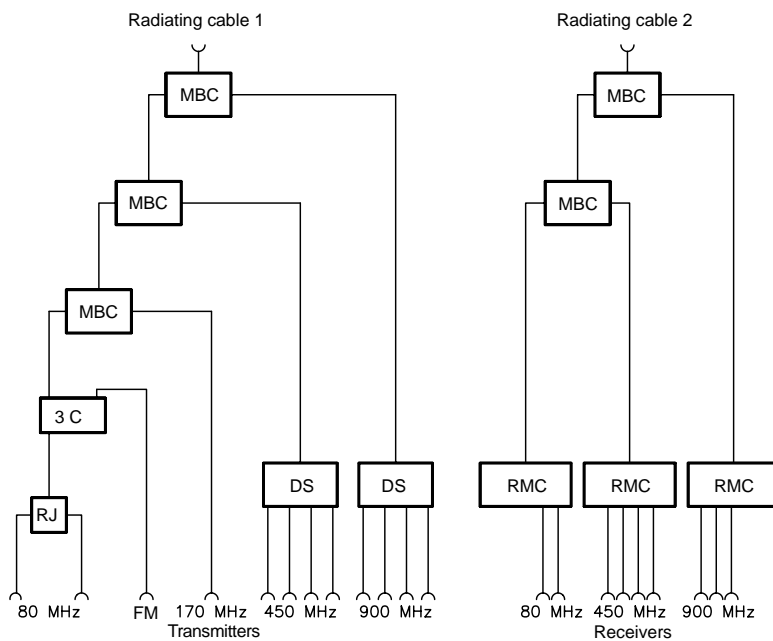 Radiating cable 1
Radiating cable 2
MBC
MBC
MBC
MBC
MBC
3 C
DS
DS
RMC
RMC
RMC
RJ
80 MHz
FM
170 MHz
450 MHz
900 MHz
80 MHz
450 MHz
900 MHz
Transmitters
Receivers